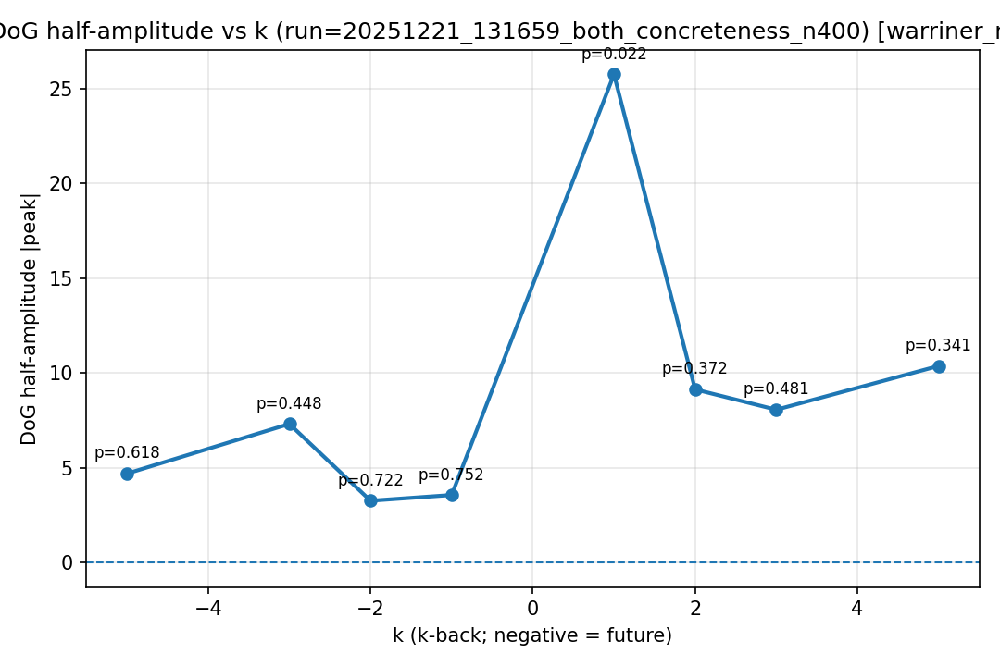 DoG half-amplitude vs k (run=20251221_131659_both_concreteness_n400) [warriner_
p=0.022
25
20
15
p=0.341
10
p=0.372
p=0.481
p=0.448
p=0.618
5
p=0.722
p=0.752
0
−4
−2
0
2
4
DoG half-amplitude |peak|
k (k-back; negative = future)